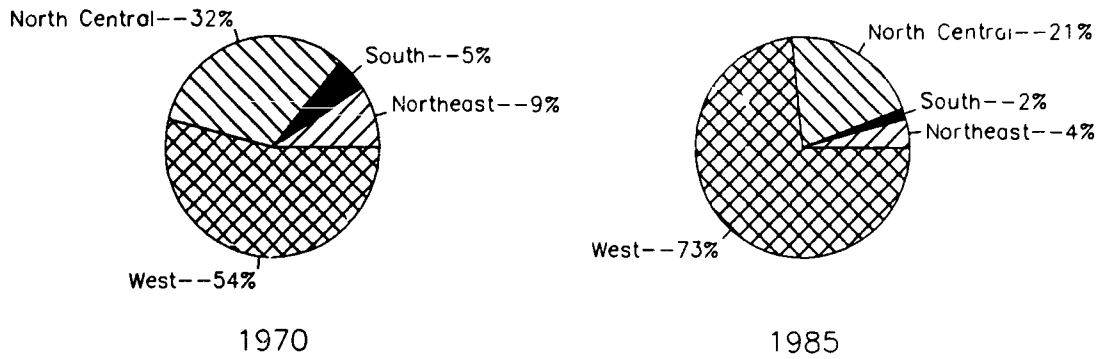 North Central--32%
South--5%
Northeast--9%
West--54%
1970
North Central--21%
South--2%
Northeast--4%
West--73%
1985